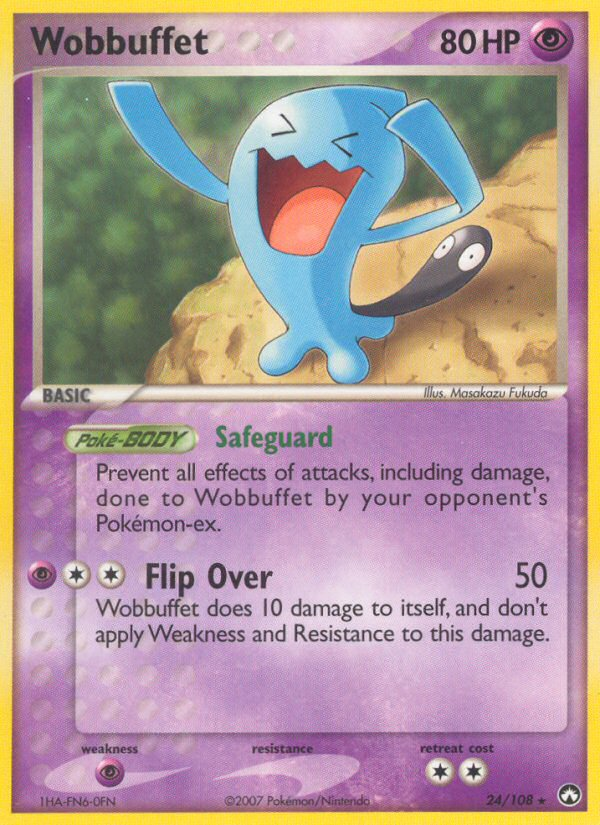 Wobbuffet 80 HP
BASIC
Illus. Masakazu Fukuda
Poké-BODY Safeguard
Prevent all effects of attacks, including damage,
done to Wobbuffet by your opponent's
Pokémon-ex.
Flip Over 50
Wobbuffet does 10 damage to itself, and don't
apply Weakness and Resistance to this damage.
weakness resistance retreat cost
1HA-FN6-0FN ©2007 Pokémon/Nintendo 24/108 ★